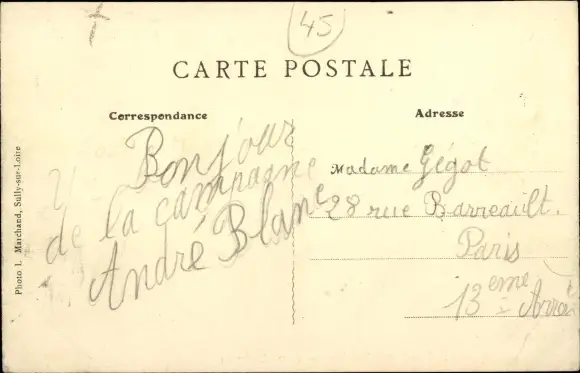 45
CARTE POSTALE
Correspondance
Adresse
Bonjour
de la campagne
André Blanc
Madame Gégot
28 rue Barreault.
Paris
13eme Arron
Photo L. Marchand, Sully-sur-Loire